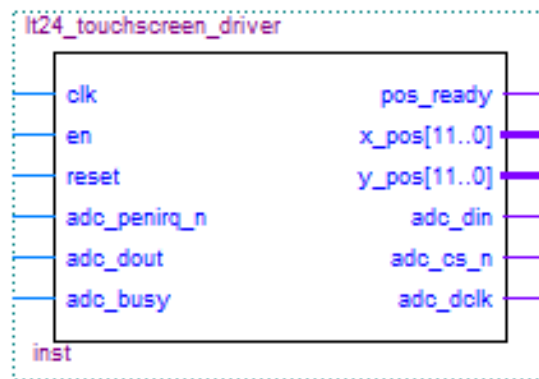 lt24_touchscreen_driver
clk pos_ready
en x_pos[11..0]
reset y_pos[11..0]
adc_penirq_n adc_din
adc_dout adc_cs_n
adc_busy adc_dclk
inst